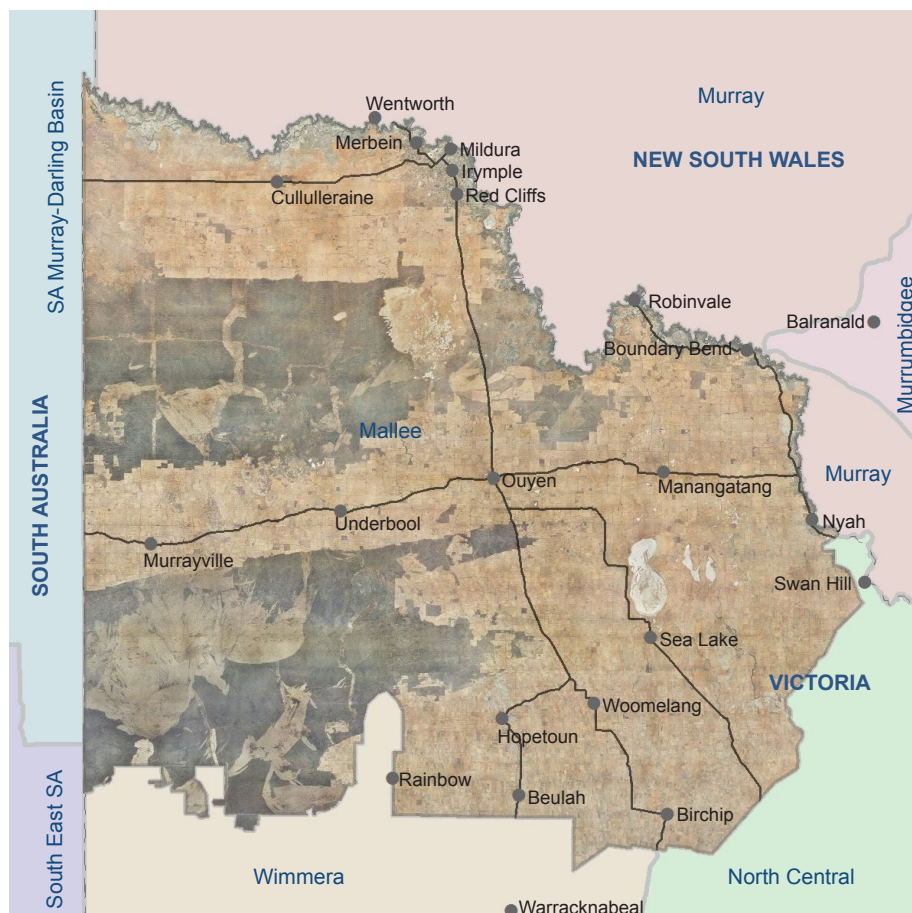 Murray
Wentworth
Merbein
Mildura
NEW SOUTH WALES
Irymple
Cullulleraine
Red Cliffs
SA Murray-Darling Basin
Robinvale
Balranald
Boundary Bend
Murrumbidgee
Mallee
SOUTH AUSTRALIA
Ouyen
Manangatang
Murray
Underbool
Nyah
Murrayville
Swan Hill
Sea Lake
VICTORIA
Woomelang
Hopetoun
Rainbow
Beulah
Birchip
South East SA
Wimmera
North Central
Warracknabeal